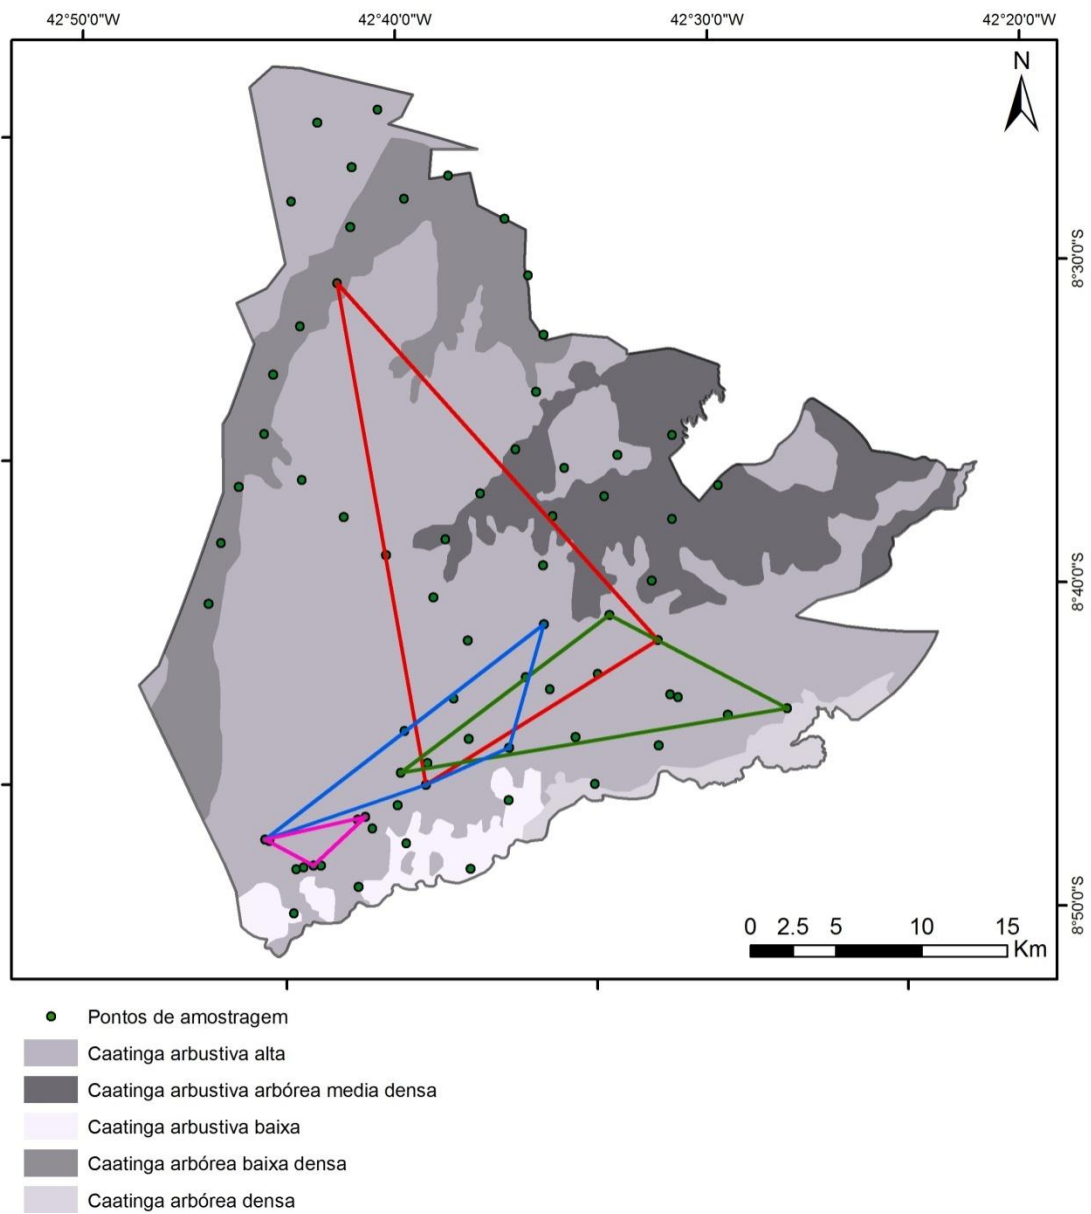 42°50'0"W 42°40'0"W 42°30'0"W 42°20'0"W
N
8°30'0"S
8°40'0"S
8°50'0"S
0 2.5 5 10 15
Km
Pontos de amostragem
Caatinga arbustiva alta
Caatinga arbustiva arbórea media densa
Caatinga arbustiva baixa
Caatinga arbórea baixa densa
Caatinga arbórea densa